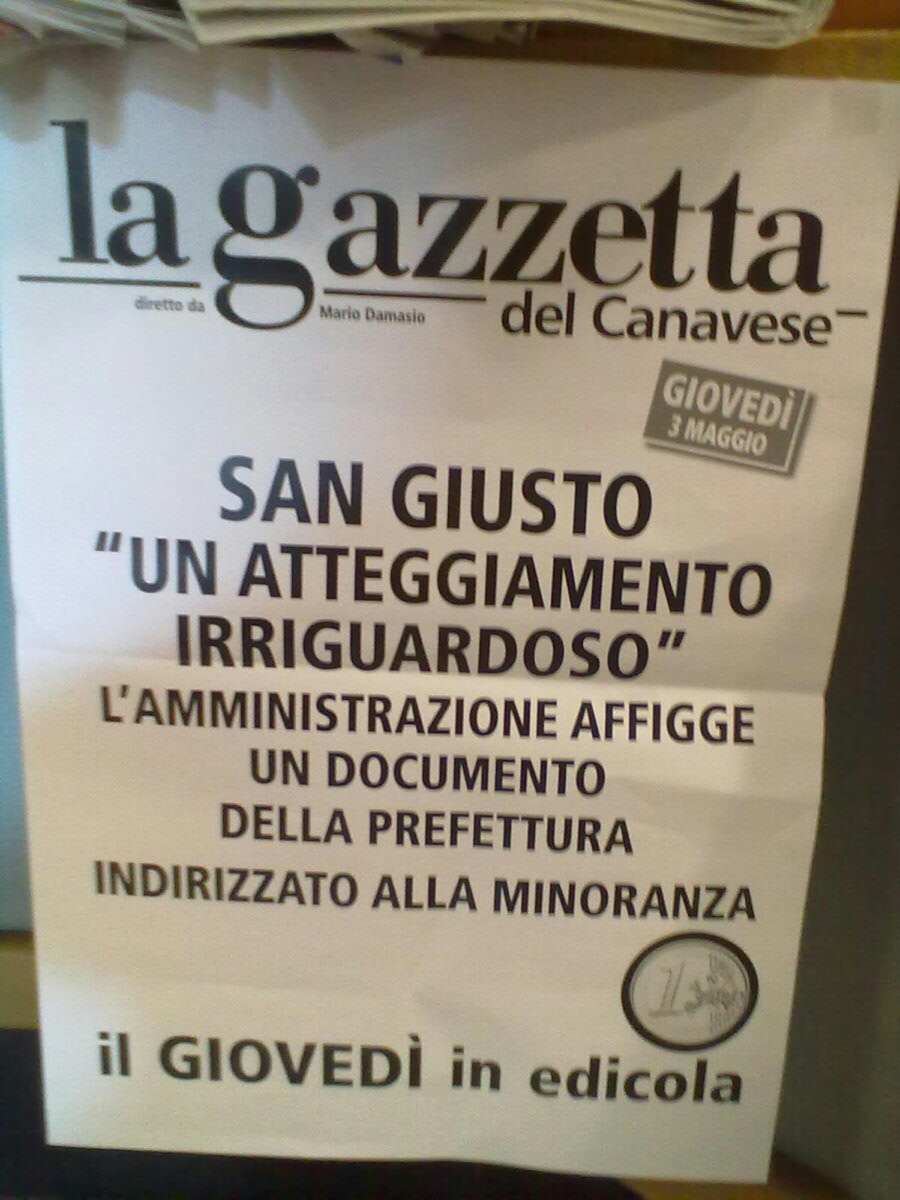 la gazzetta
diretto da Mario Damasio
del Canavese
GIOVEDÌ
3 MAGGIO
SAN GIUSTO
"UN ATTEGGIAMENTO
IRRIGUARDOSO"
L'AMMINISTRAZIONE AFFIGGE
UN DOCUMENTO
DELLA PREFETTURA
INDIRIZZATO ALLA MINORANZA
1
il GIOVEDÌ in edicola